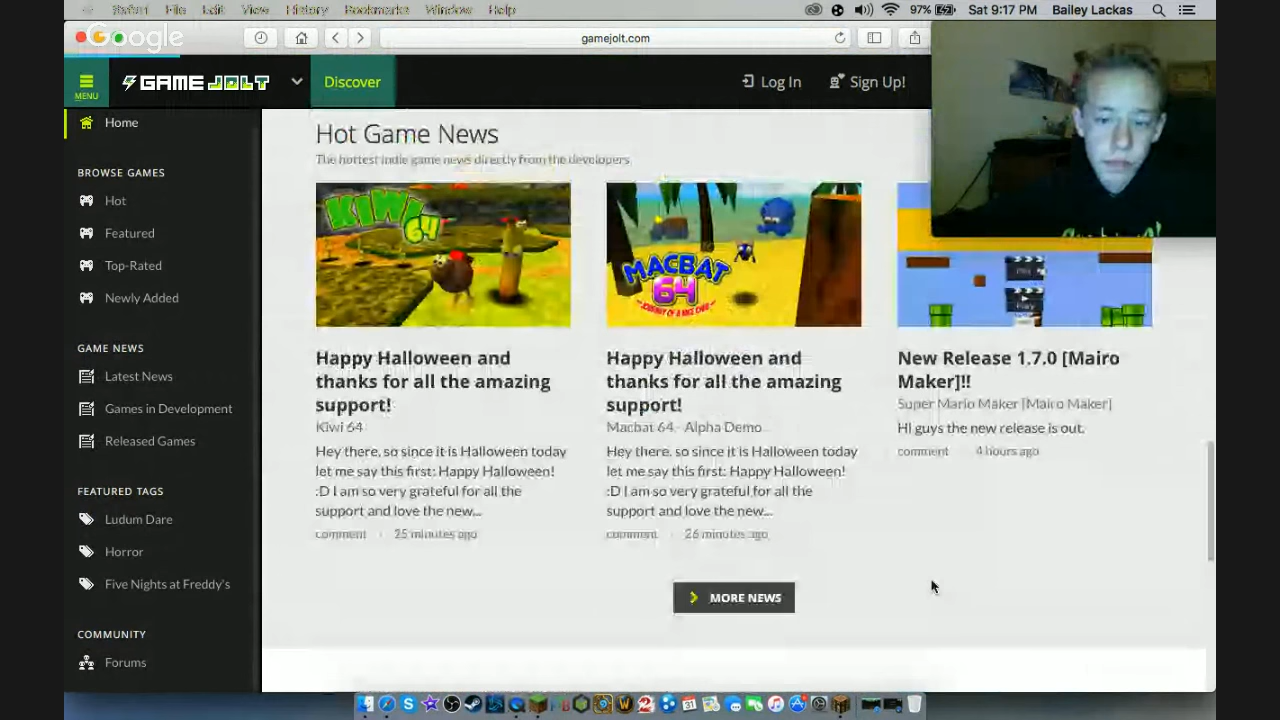 Safari File Edit View History Bookmarks Window Help 97% Sat 9:17 PM Bailey Lackas
Google
gamejolt.com
MENU GAME JOLT Discover Log In Sign Up!
Home
BROWSE GAMES
Hot
Featured
Top-Rated
Newly Added
GAME NEWS
Latest News
Games in Development
Released Games
FEATURED TAGS
Ludum Dare
Horror
Five Nights at Freddy's
COMMUNITY
Forums
Hot Game News
The hottest indie game news directly from the developers
KIWI 64
Happy Halloween and
thanks for all the amazing
support!
Kiwi 64
Hey there, so since it is Halloween today
let me say this first: Happy Halloween!
:D I am so very grateful for all the
support and love the new...
comment 25 minutes ago
MACBAT
64
Happy Halloween and
thanks for all the amazing
support!
Macbat 64 - Alpha Demo
Hey there, so since it is Halloween today
let me say this first: Happy Halloween!
:D I am so very grateful for all the
support and love the new...
comment 26 minutes ago
Play
New Release 1.7.0 [Mairo
Maker]!!
Super Mario Maker [Mairo Maker]
HI guys the new release is out.
comment 4 hours ago
MORE NEWS